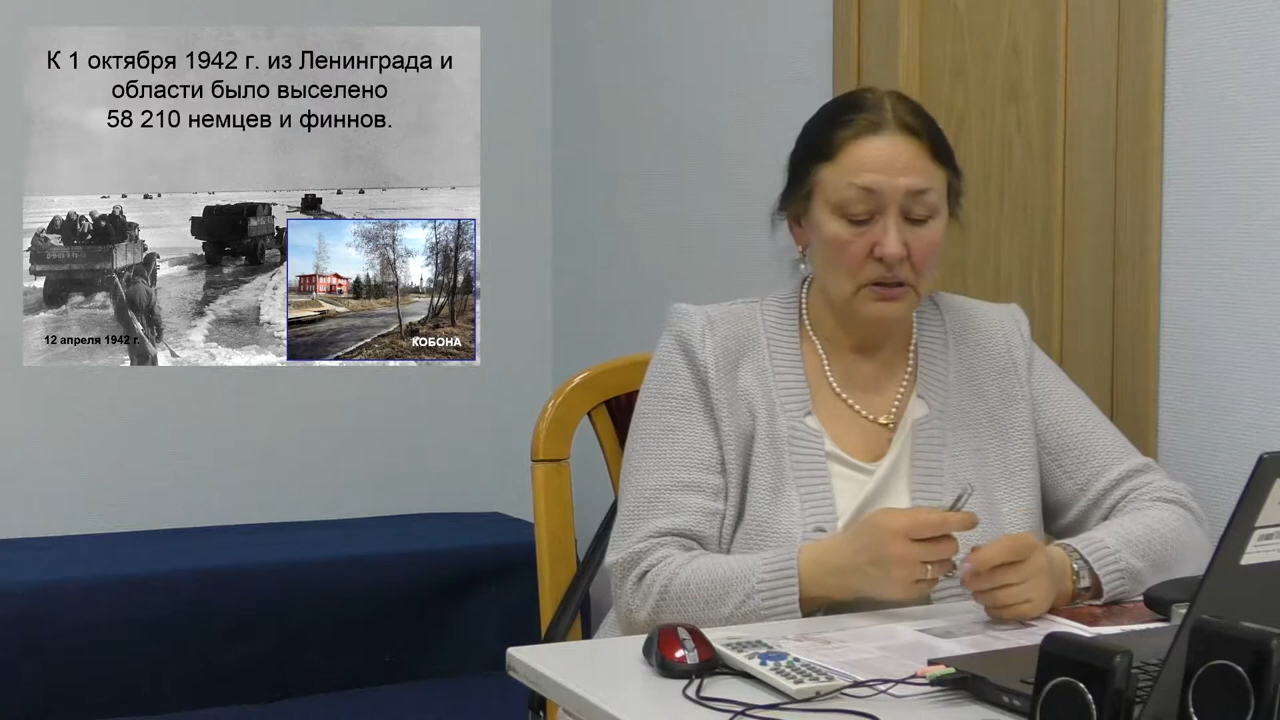 К 1 октября 1942 г. из Ленинграда и
области было выселено
58 210 немцев и финнов.
12 апреля 1942 г.
КОБОНА